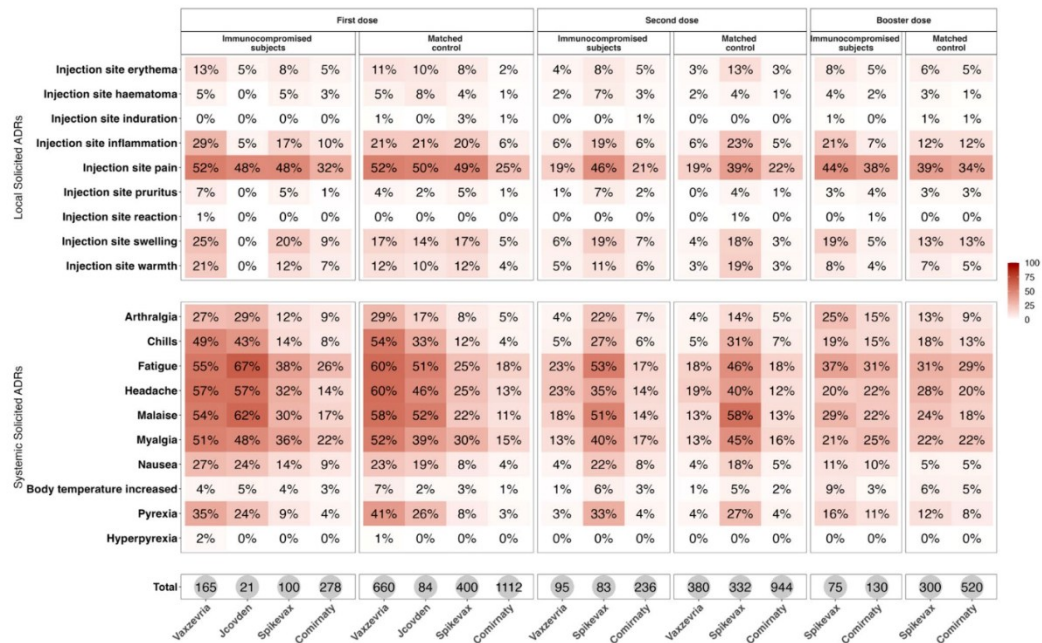 First dose Second dose Booster dose
Immunocompromised subjects Matched control Immunocompromised subjects Matched control Immunocompromised subjects Matched control
Local Solicited ADRs
Injection site erythema 13% 5% 8% 5% 11% 10% 8% 2% 4% 8% 5% 3% 13% 3% 8% 5% 6% 5%
Injection site haematoma 5% 0% 5% 3% 5% 8% 4% 1% 2% 7% 3% 2% 4% 1% 4% 2% 3% 1%
Injection site induration 0% 0% 0% 0% 1% 0% 3% 1% 0% 0% 1% 0% 0% 0% 1% 0% 1% 1%
Injection site inflammation 29% 5% 17% 10% 21% 21% 20% 6% 6% 19% 6% 6% 23% 5% 21% 7% 12% 12%
Injection site pain 52% 48% 48% 32% 52% 50% 49% 25% 19% 46% 21% 19% 39% 22% 44% 38% 39% 34%
Injection site pruritus 7% 0% 5% 1% 4% 2% 5% 1% 1% 7% 2% 0% 4% 1% 3% 4% 3% 3%
Injection site reaction 1% 0% 0% 0% 0% 0% 0% 0% 0% 0% 0% 0% 1% 0% 0% 1% 0% 0%
Injection site swelling 25% 0% 20% 9% 17% 14% 17% 5% 6% 19% 7% 4% 18% 3% 19% 5% 13% 13%
Injection site warmth 21% 0% 12% 7% 12% 10% 12% 4% 5% 11% 6% 3% 19% 3% 8% 4% 7% 5%
100
75
50
25
0
Systemic Solicited ADRs
Arthralgia 27% 29% 12% 9% 29% 17% 8% 5% 4% 22% 7% 4% 14% 5% 25% 15% 13% 9%
Chills 49% 43% 14% 8% 54% 33% 12% 4% 5% 27% 6% 5% 31% 7% 19% 15% 18% 13%
Fatigue 55% 67% 38% 26% 60% 51% 25% 18% 23% 53% 17% 18% 46% 18% 37% 31% 31% 29%
Headache 57% 57% 32% 14% 60% 46% 25% 13% 23% 35% 14% 19% 40% 12% 20% 22% 28% 20%
Malaise 54% 62% 30% 17% 58% 52% 22% 11% 18% 51% 14% 13% 58% 13% 29% 22% 24% 18%
Myalgia 51% 48% 36% 22% 52% 39% 30% 15% 13% 40% 17% 13% 45% 16% 21% 25% 22% 22%
Nausea 27% 24% 14% 9% 23% 19% 8% 4% 4% 22% 8% 4% 18% 5% 11% 10% 5% 5%
Body temperature increased 4% 5% 4% 3% 7% 2% 3% 1% 1% 6% 3% 1% 5% 2% 9% 3% 6% 5%
Pyrexia 35% 24% 9% 4% 41% 26% 8% 3% 3% 33% 4% 4% 27% 4% 16% 11% 12% 8%
Hyperpyrexia 2% 0% 0% 0% 1% 0% 0% 0% 0% 0% 0% 0% 0% 0% 0% 0% 0% 0%
Total 165 21 100 278 660 84 400 1112 95 83 236 380 332 944 75 130 300 520
Vaxzevria Jcovden Spikevax Comirnaty Vaxzevria Jcovden Spikevax Comirnaty Vaxzevria Spikevax Comirnaty Vaxzevria Spikevax Comirnaty Spikevax Comirnaty Spikevax Comirnaty